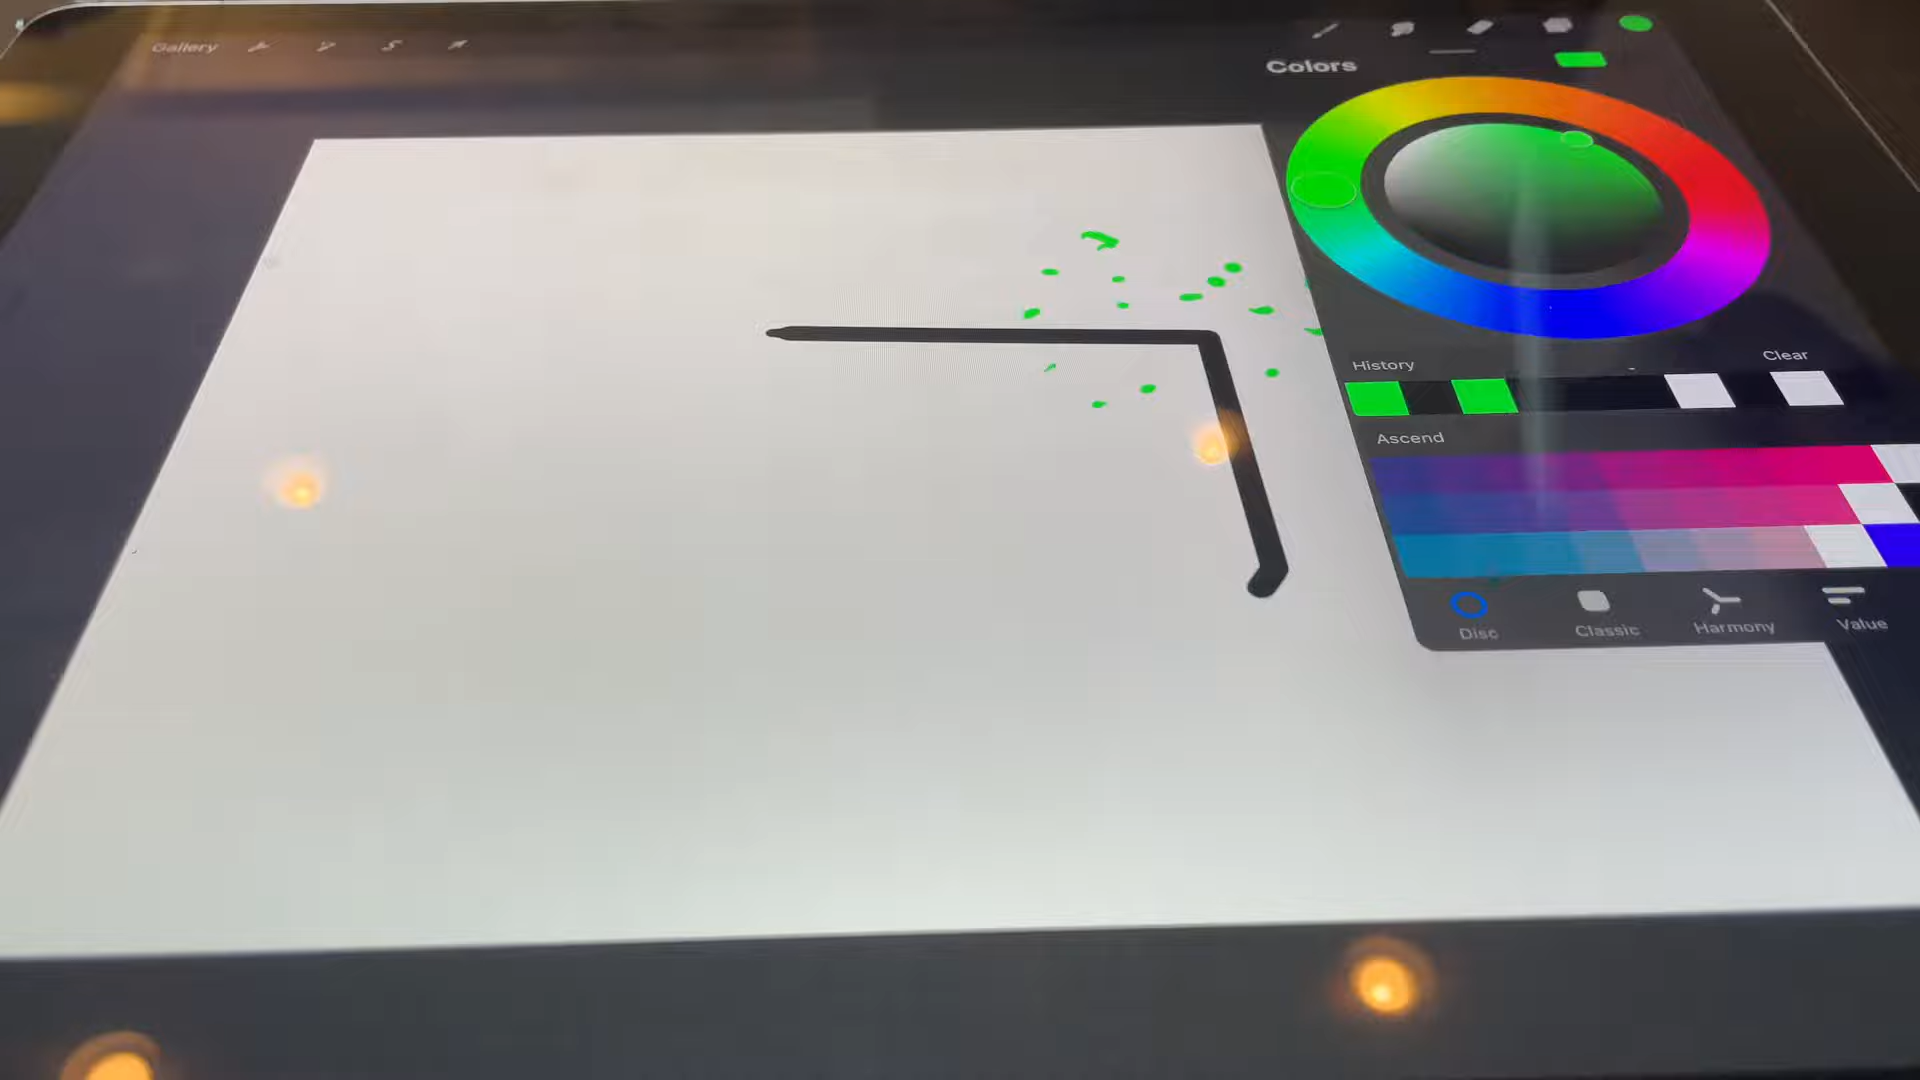 Gallery
Colors
History
Clear
Ascend
Disc
Classic
Harmony
Value